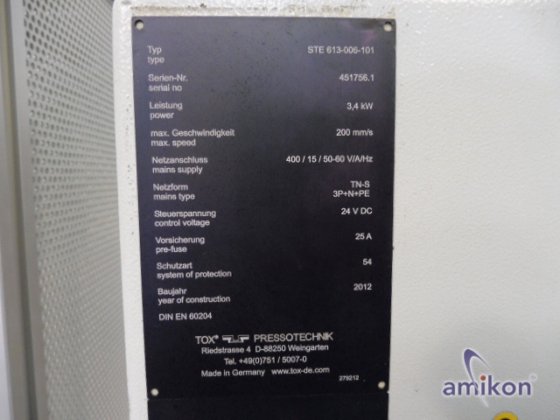 Typ
type STE 613-006-101
Serien-Nr.
serial no 451756.1
Leistung
power 3,4 kW
max. Geschwindigkeit
max. speed 200 mm/s
Netzanschluss
mains supply 400 / 15 / 50-60 V/A/Hz
Netzform TN-S
mains type 3P+N+PE
Steuerspannung
control voltage 24 V DC
Vorsicherung
pre-fuse 25 A
Schutzart
system of protection 54
Baujahr
year of construction 2012
DIN EN 60204
TOX® PRESSOTECHNIK
Riedstrasse 4 D-88250 Weingarten
Tel. +49(0)751 / 5007-0
Made in Germany www.tox-de.com
279212
amikon